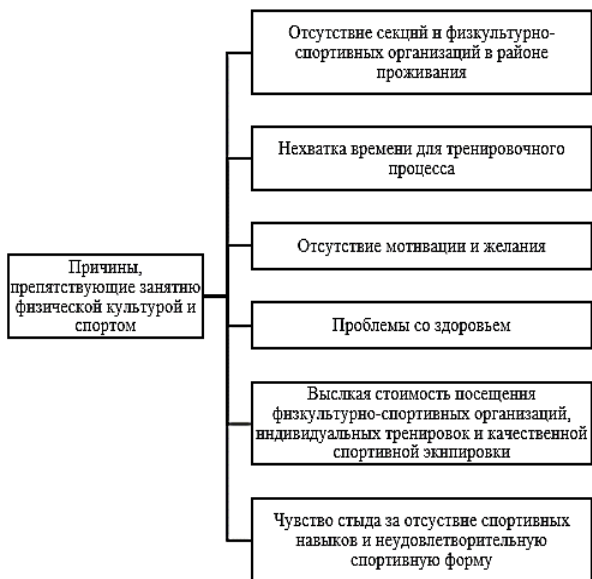 Отсутствие секций и физкультурно-
спортивных организаций в районе
проживания
Нехватка времени для тренировочного
процесса
Отсутствие мотивации и желания
Причины,
препятствующие занятию
физической культурой и
спортом
Проблемы со здоровьем
Выслкая стоимость посещения
физкультурно-спортивных организаций,
индивидуальных тренировок и качественной
спортивной экипировки
Чувство стыда за отсуствие спортивных
навыков и неудовлетворительную
спортивную форму